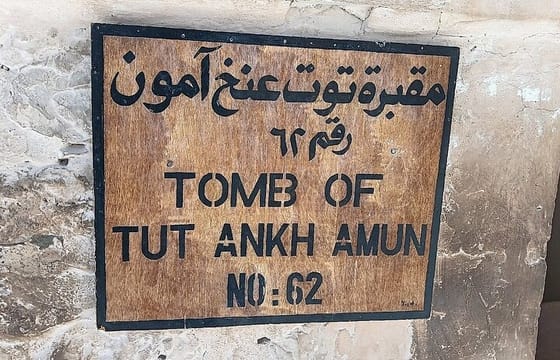 مقبرة توت عنخ آمون
رقم ٦٢
TOMB OF
TUT ANKH AMUN
NO: 62